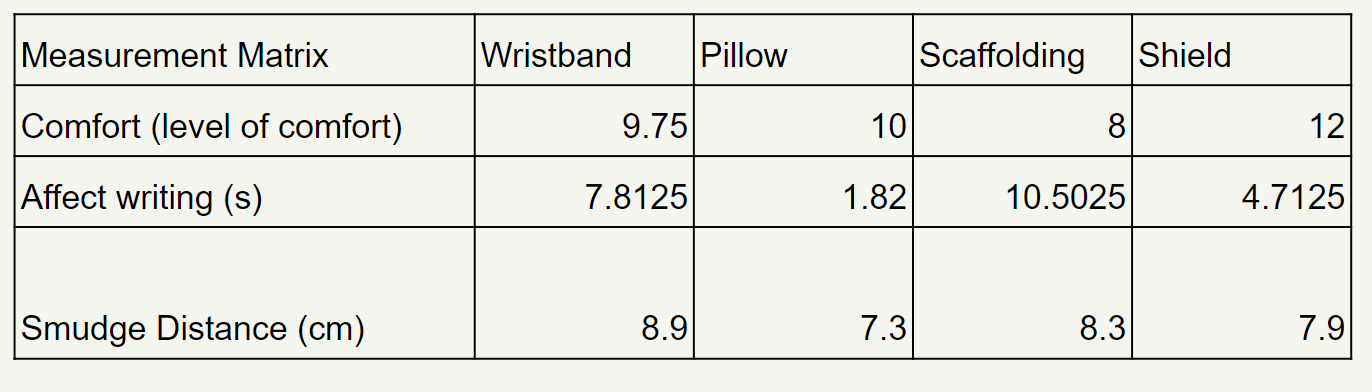 Measurement Matrix Wristband Pillow Scaffolding Shield
Comfort (level of comfort) 9.75 10 8 12
Affect writing (s) 7.8125 1.82 10.5025 4.7125
Smudge Distance (cm) 8.9 7.3 8.3 7.9